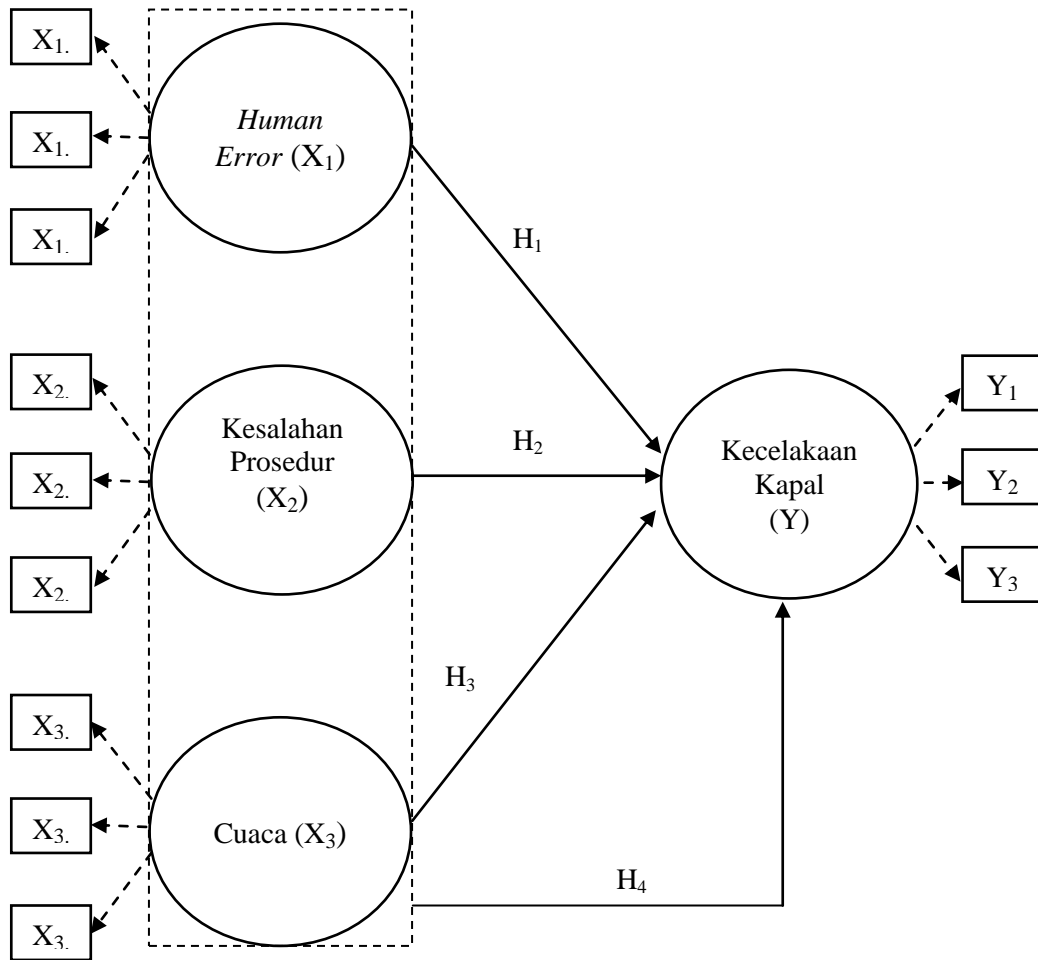 X1.
X1.
X1.
Human
Error (X1)
H1
X2.
X2.
X2.
Kesalahan
Prosedur
(X2)
H2
Kecelakaan
Kapal
(Y)
Y1
Y2
Y3
H3
X3.
X3.
X3.
Cuaca (X3)
H4